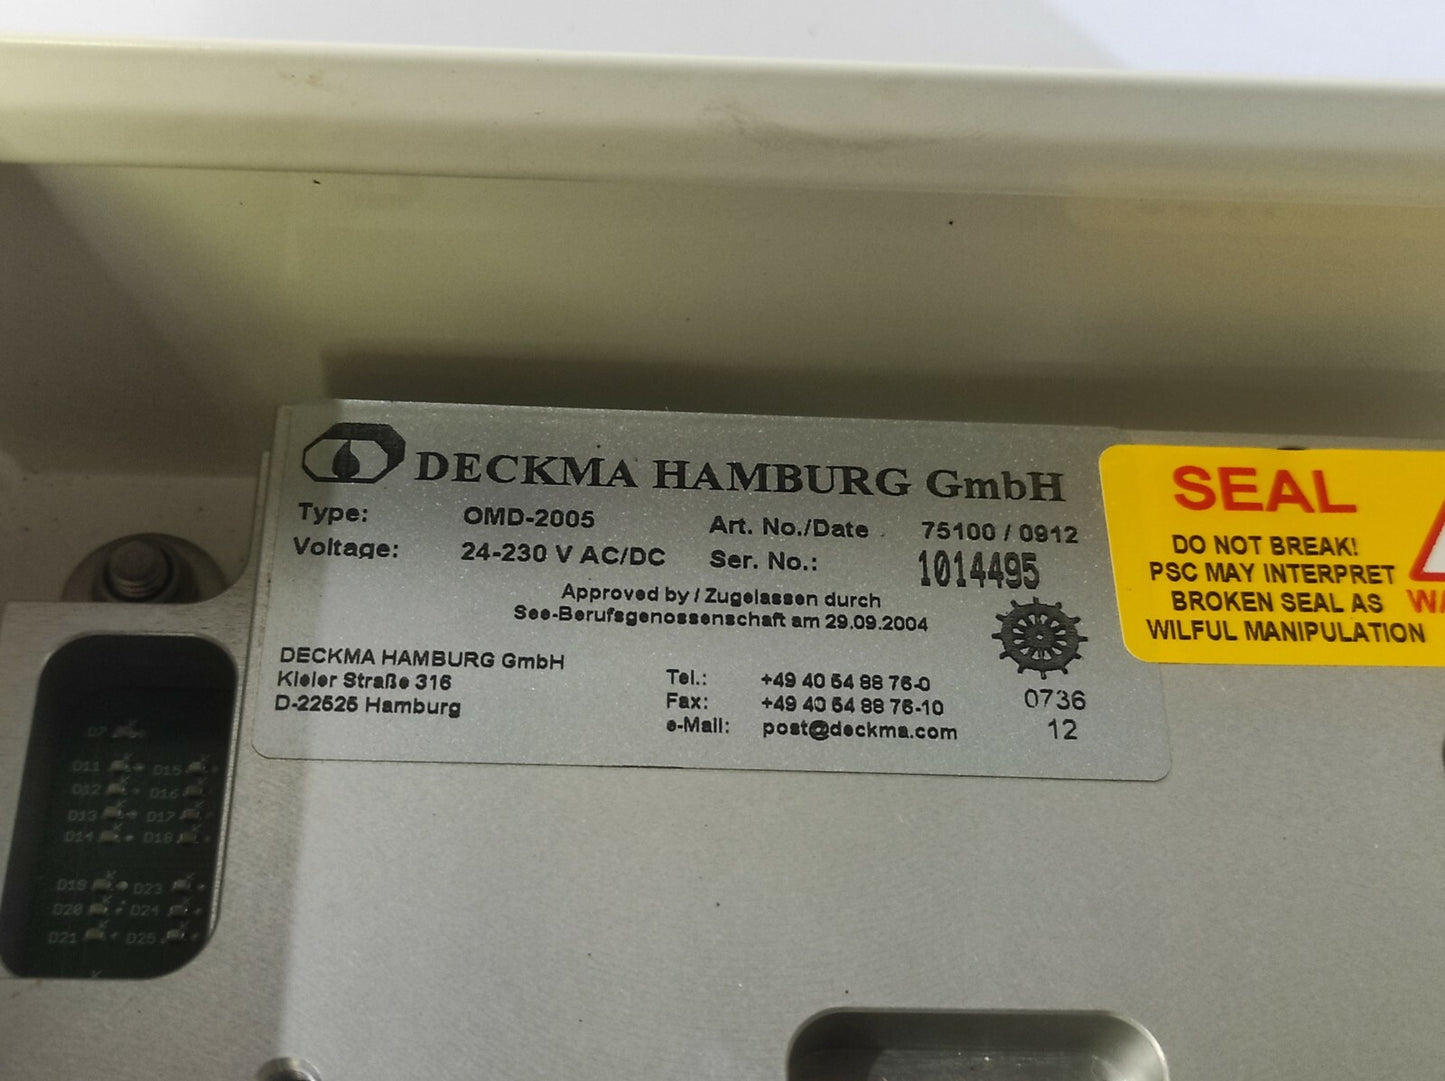 DECKMA HAMBURG GmbH
Type: OMD-2005 Art. No./Date 75100 / 0912
Voltage: 24-230 V AC/DC Ser. No.: 1014495
Approved by / Zugelassen durch
See-Berufsgenossenschaft am 29.09.2004
DECKMA HAMBURG GmbH
Kieler Straße 316
D-22525 Hamburg
Tel.: +49 40 54 88 76-0
Fax: +49 40 54 88 76-10
e-Mail: post@deckma.com
0736
12
SEAL
DO NOT BREAK!
PSC MAY INTERPRET
BROKEN SEAL AS
WILFUL MANIPULATION
WA
D7
D11 D15
D12 D16
D13 D17
D14 D18
D19 D23
D20 D24
D21 D25